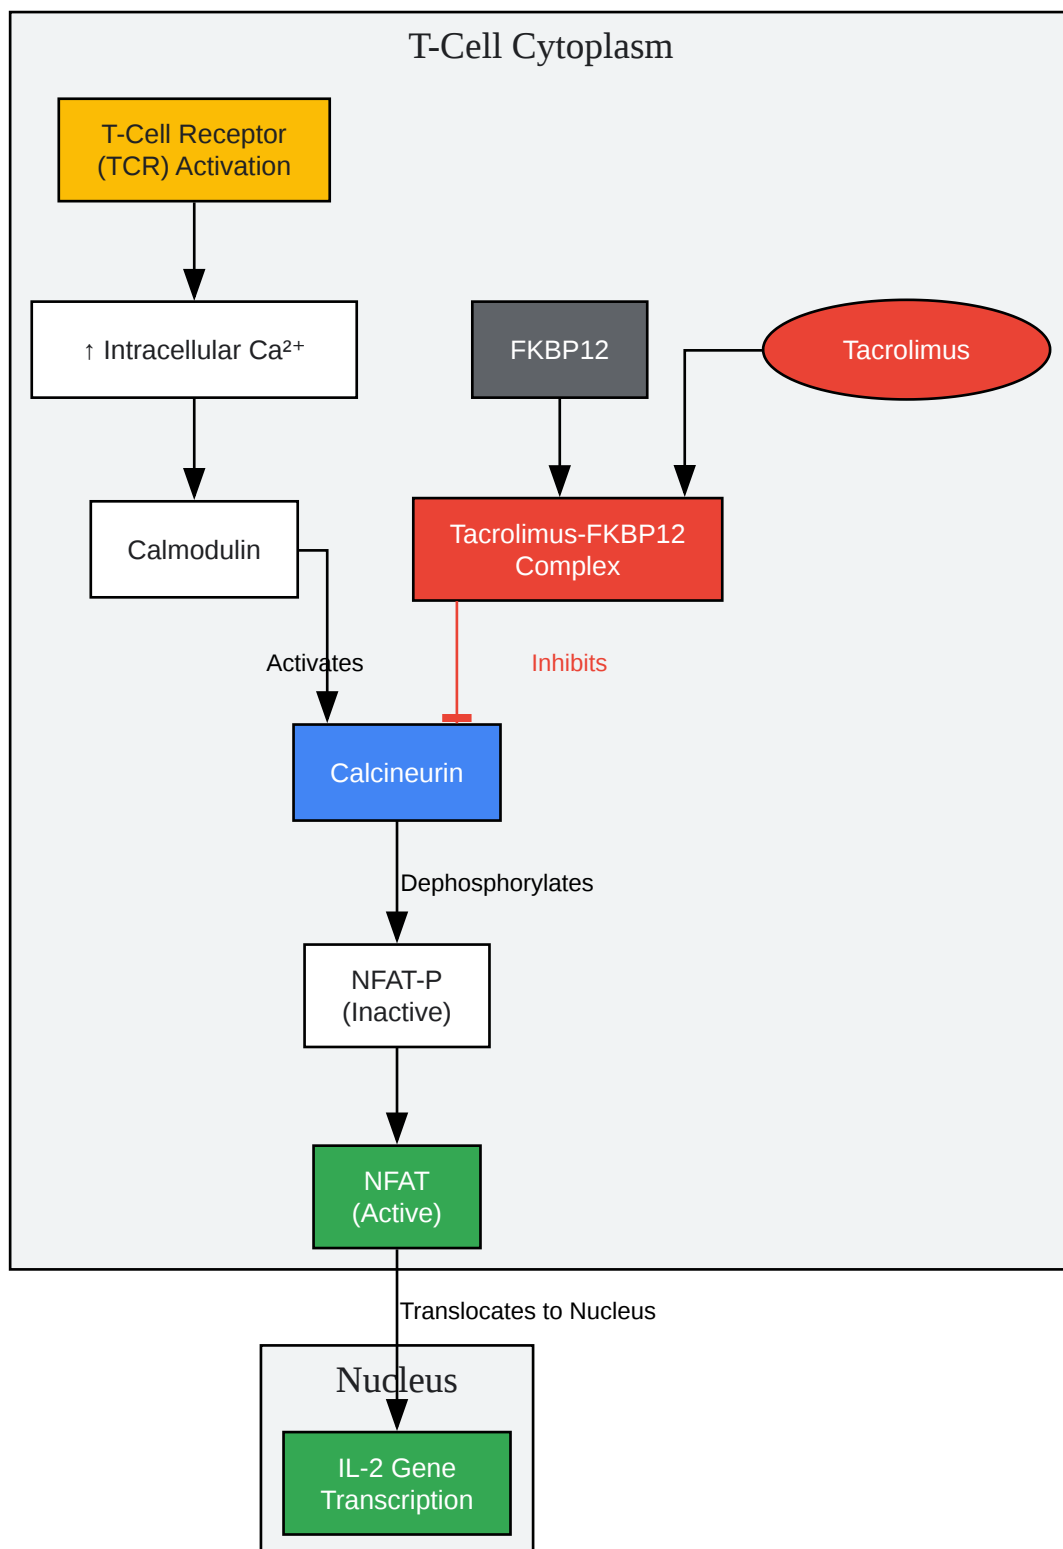 T-Cell Cytoplasm
T-Cell Receptor
(TCR) Activation
↑ Intracellular Ca²⁺
FKBP12
Tacrolimus
Calmodulin
Tacrolimus-FKBP12
Complex
Activates
Inhibits
Calcineurin
Dephosphorylates
NFAT-P
(Inactive)
NFAT
(Active)
Translocates to Nucleus
Nucleus
IL-2 Gene
Transcription